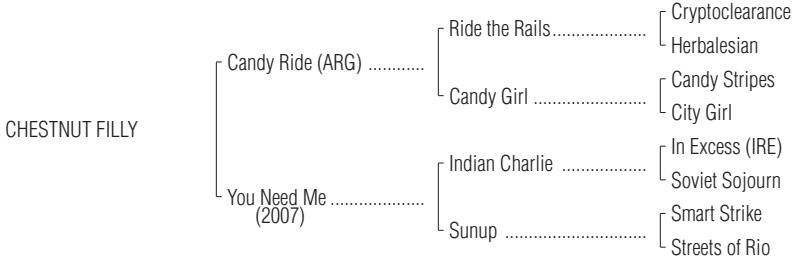 Cryptoclearance
Ride the Rails....................
Herbalesian
Candy Ride (ARG) ............
Candy Stripes
Candy Girl ........................
City Girl
CHESTNUT FILLY
In Excess (IRE)
Indian Charlie ..................
Soviet Sojourn
You Need Me ....................
(2007)
Smart Strike
Sunup ..............................
Streets of Rio